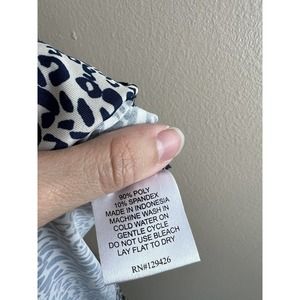 90% POLY
10% SPANDEX
MADE IN INDONESIA
MACHINE WASH IN
COLD WATER ON
GENTLE CYCLE
DO NOT USE BLEACH
LAY FLAT TO DRY
RN#129426